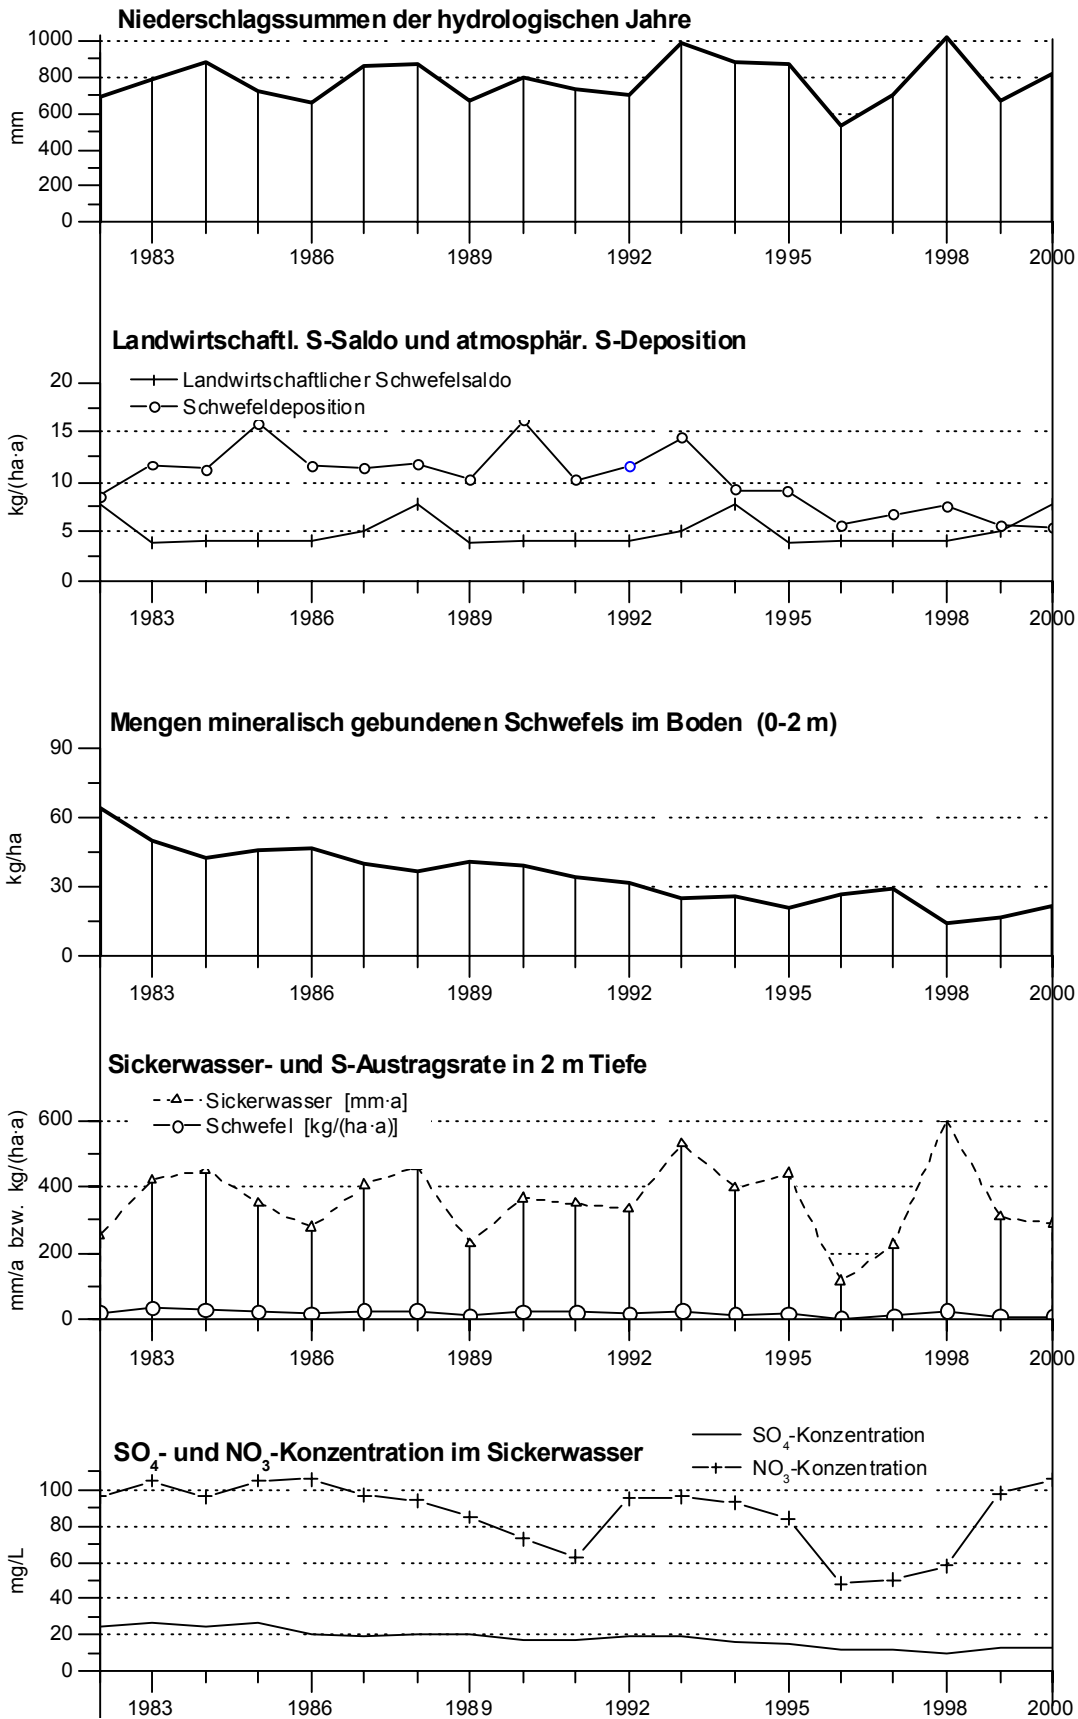 Niederschlagssummen der hydrologischen Jahre
1000
800
600
400
200
0
mm
1983 1986 1989 1992 1995 1998 2000
Landwirtschaftl. S-Saldo und atmosphär. S-Deposition
Landwirtschaftlicher Schwefelsaldo
Schwefeldeposition
20
15
10
5
0
kg/(ha·a)
1983 1986 1989 1992 1995 1998 2000
Mengen mineralisch gebundenen Schwefels im Boden (0-2 m)
90
60
30
0
kg/ha
1983 1986 1989 1992 1995 1998 2000
Sickerwasser- und S-Austragsrate in 2 m Tiefe
Sickerwasser [mm·a]
Schwefel [kg/(ha·a)]
600
400
200
0
mm/a bzw. kg/(ha·a)
1983 1986 1989 1992 1995 1998 2000
SO₄- und NO₃-Konzentration im Sickerwasser
SO₄-Konzentration
NO₃-Konzentration
100
80
60
40
20
0
mg/L
1983 1986 1989 1992 1995 1998 2000